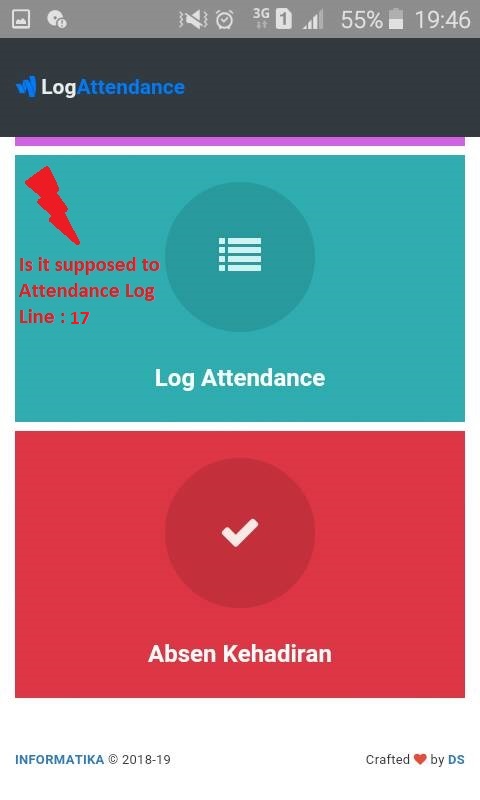 3G 1 55% 19:46
LogAttendance
Is it supposed to
Attendance Log
Line : 17
Log Attendance
Absen Kehadiran
INFORMATIKA © 2018-19 Crafted ❤ by DS